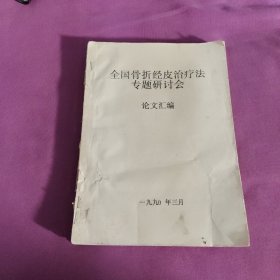 全国骨折经皮治疗法
专题研讨会
论文汇编
一九九0年三月